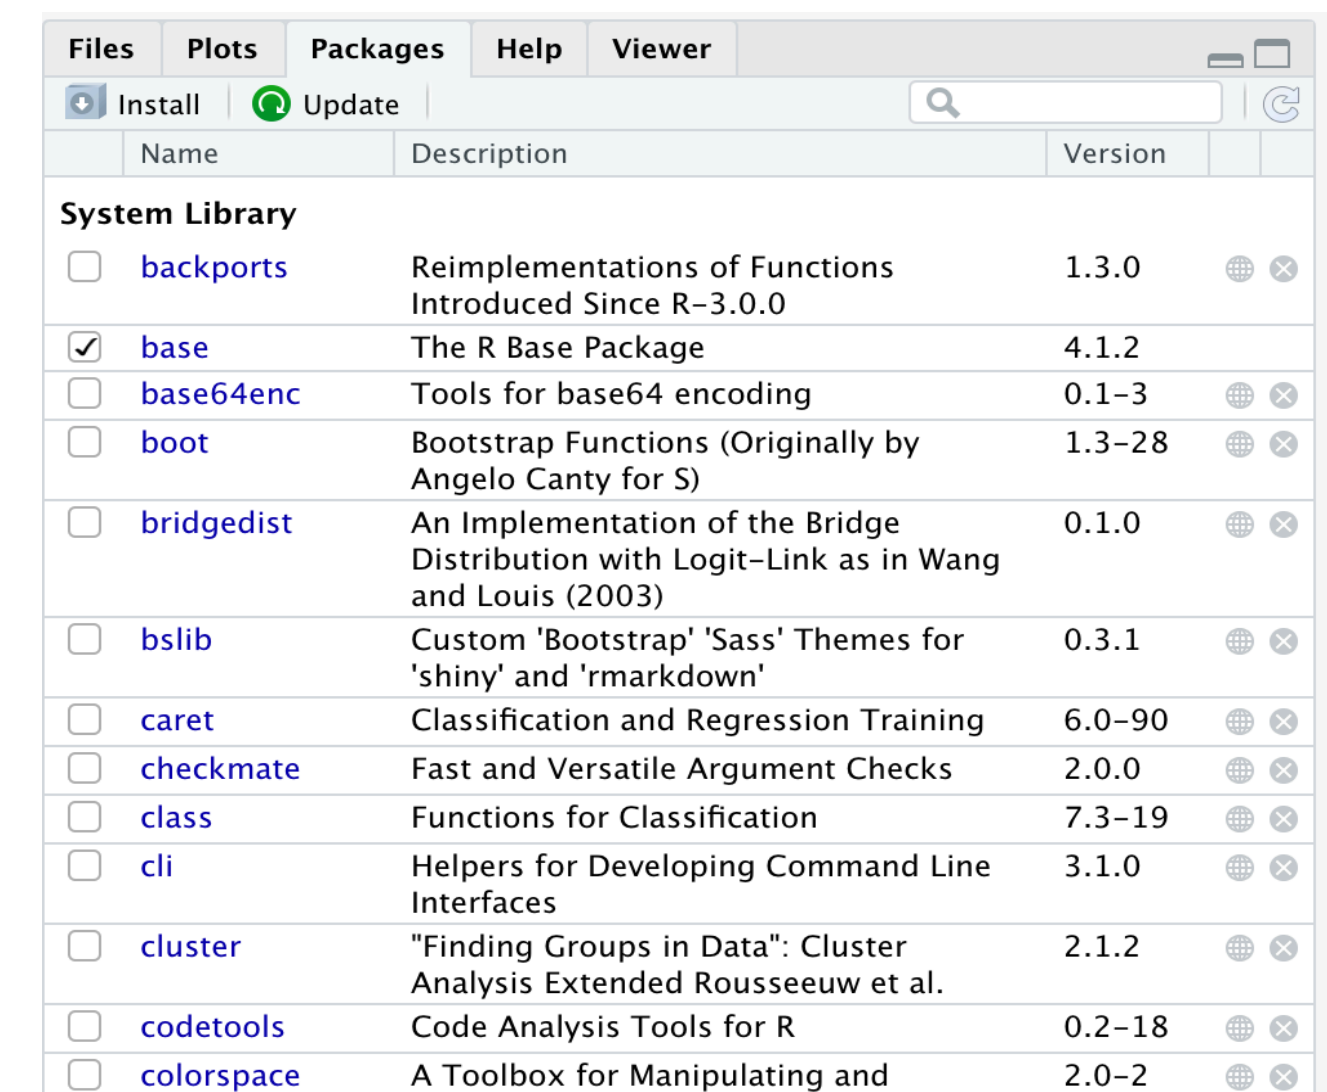 Files Plots Packages Help Viewer
Install Update
Name Description Version
System Library
backports Reimplementations of Functions 1.3.0
Introduced Since R-3.0.0
base The R Base Package 4.1.2
base64enc Tools for base64 encoding 0.1-3
boot Bootstrap Functions (Originally by 1.3-28
Angelo Canty for S)
bridgedist An Implementation of the Bridge 0.1.0
Distribution with Logit-Link as in Wang
and Louis (2003)
bslib Custom 'Bootstrap' 'Sass' Themes for 0.3.1
'shiny' and 'rmarkdown'
caret Classification and Regression Training 6.0-90
checkmate Fast and Versatile Argument Checks 2.0.0
class Functions for Classification 7.3-19
cli Helpers for Developing Command Line 3.1.0
Interfaces
cluster "Finding Groups in Data": Cluster 2.1.2
Analysis Extended Rousseeuw et al.
codetools Code Analysis Tools for R 0.2-18
colorspace A Toolbox for Manipulating and 2.0-2